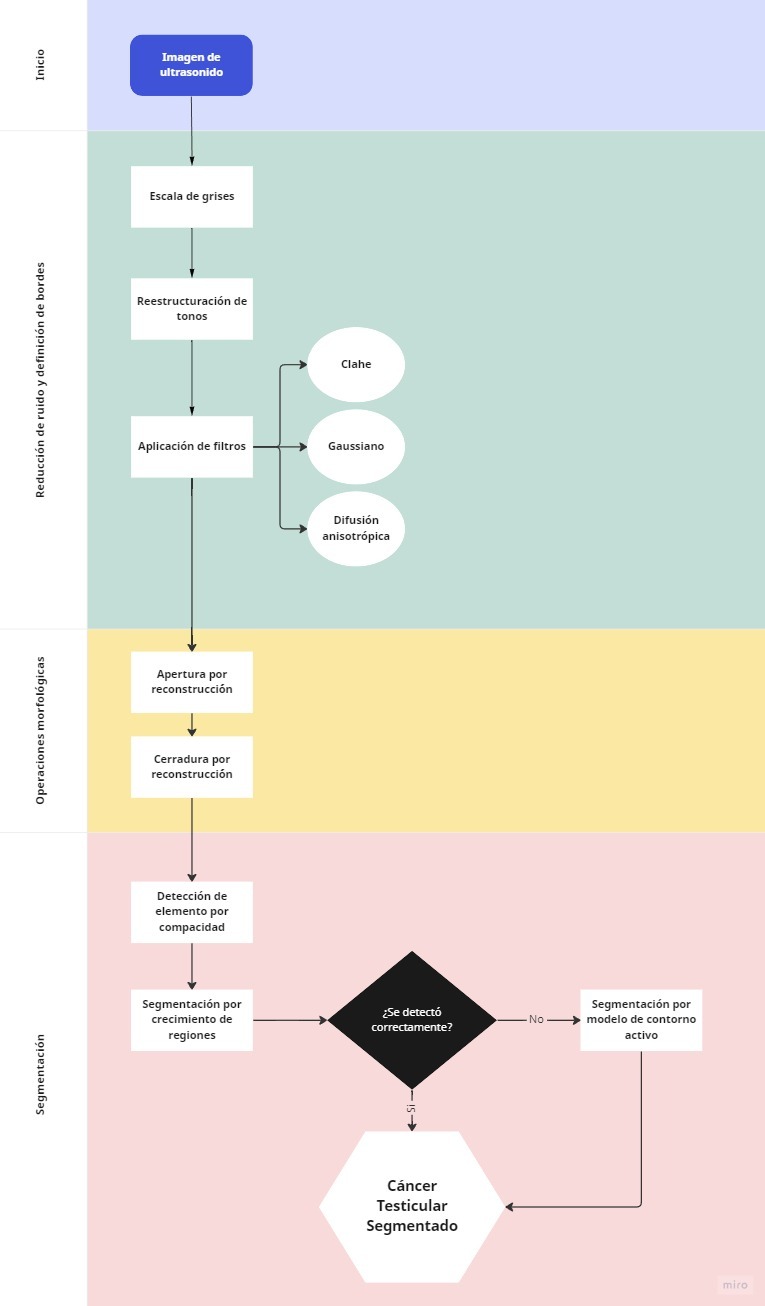 Inicio
Imagen de
ultrasonido
Reducción de ruido y definición de bordes
Escala de grises
Reestructuración de
tonos
Aplicación de filtros
Clahe
Gaussiano
Difusión
anisotrópica
Operaciones morfológicas
Apertura por
reconstrucción
Cerradura por
reconstrucción
Segmentación
Detección de
elemento por
compacidad
Segmentación por
crecimiento de
regiones
¿Se detectó
correctamente?
No
Segmentación por
modelo de contorno
activo
Si
Cáncer
Testicular
Segmentado
miro